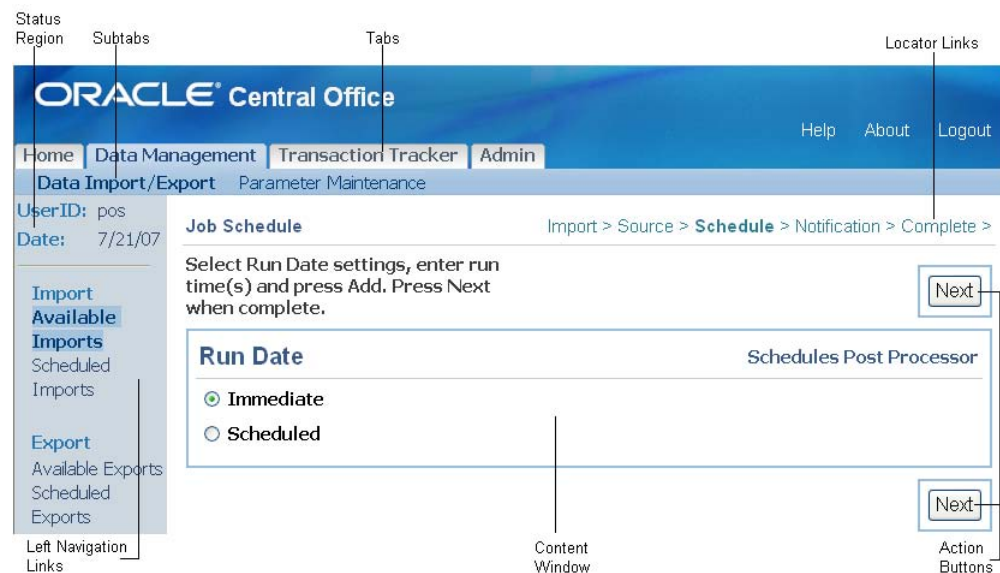 Status
Region
Subtabs
Tabs
Locator Links
ORACLE® Central Office
Help About Logout
Home Data Management Transaction Tracker Admin
Data Import/Export Parameter Maintenance
UserID: pos
Date: 7/21/07
Job Schedule
Import > Source > Schedule > Notification > Complete >
Select Run Date settings, enter run
time(s) and press Add. Press Next
when complete.
Next
Import
Available
Imports
Scheduled
Imports
Run Date
Schedules Post Processor
Immediate
Scheduled
Export
Available Exports
Scheduled
Exports
Next
Left Navigation
Links
Content
Window
Action
Buttons